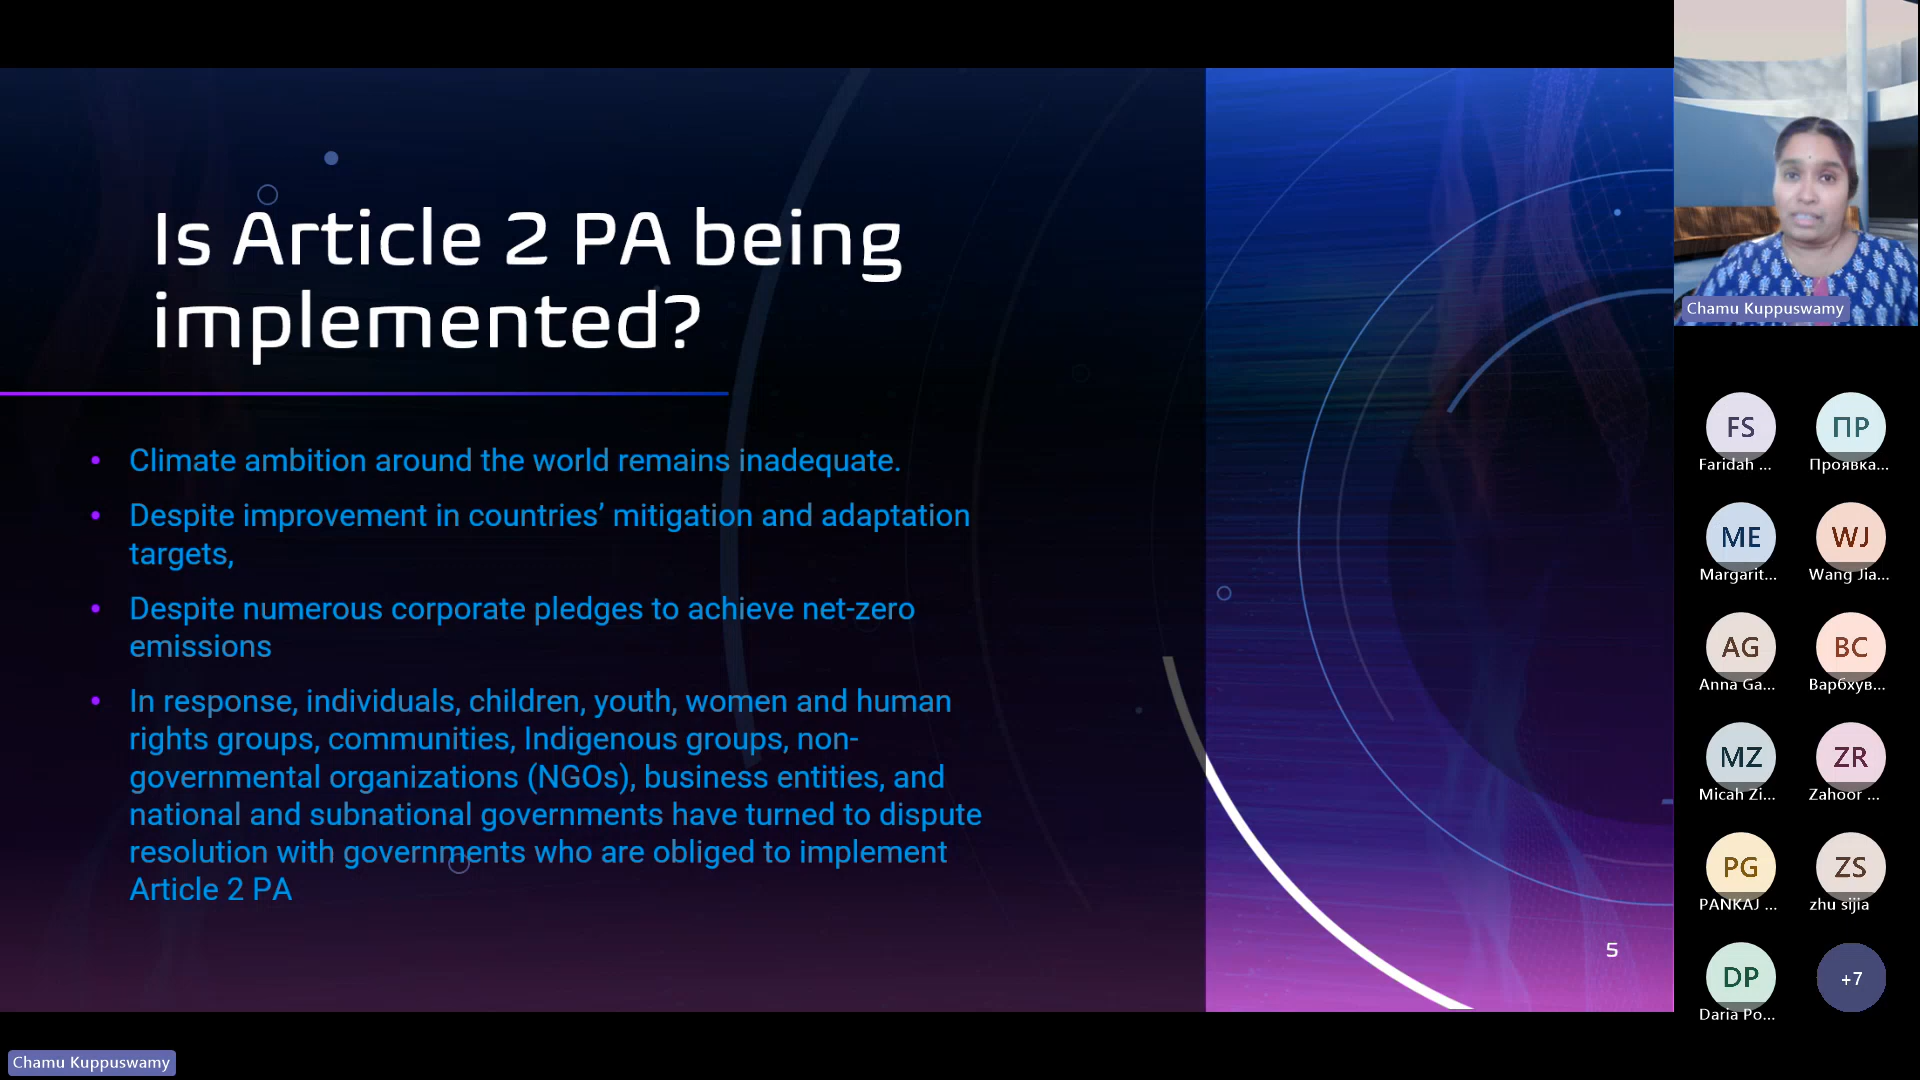 Is Article 2 PA being
implemented?
• Climate ambition around the world remains inadequate.
• Despite improvement in countries’ mitigation and adaptation
targets,
• Despite numerous corporate pledges to achieve net-zero
emissions
• In response, individuals, children, youth, women and human
rights groups, communities, Indigenous groups, non-
governmental organizations (NGOs), business entities, and
national and subnational governments have turned to dispute
resolution with governments who are obliged to implement
Article 2 PA
5
Chamu Kuppuswamy
Chamu Kuppuswamy
FS
Faridah ...
ПР
Проявка...
ME
Margarit...
WJ
Wang Jia...
AG
Anna Ga...
ВС
Варбхув...
MZ
Micah Zi...
ZR
Zahoor ...
PG
PANKAJ ...
ZS
zhu sijia
DP
Daria Po...
+7